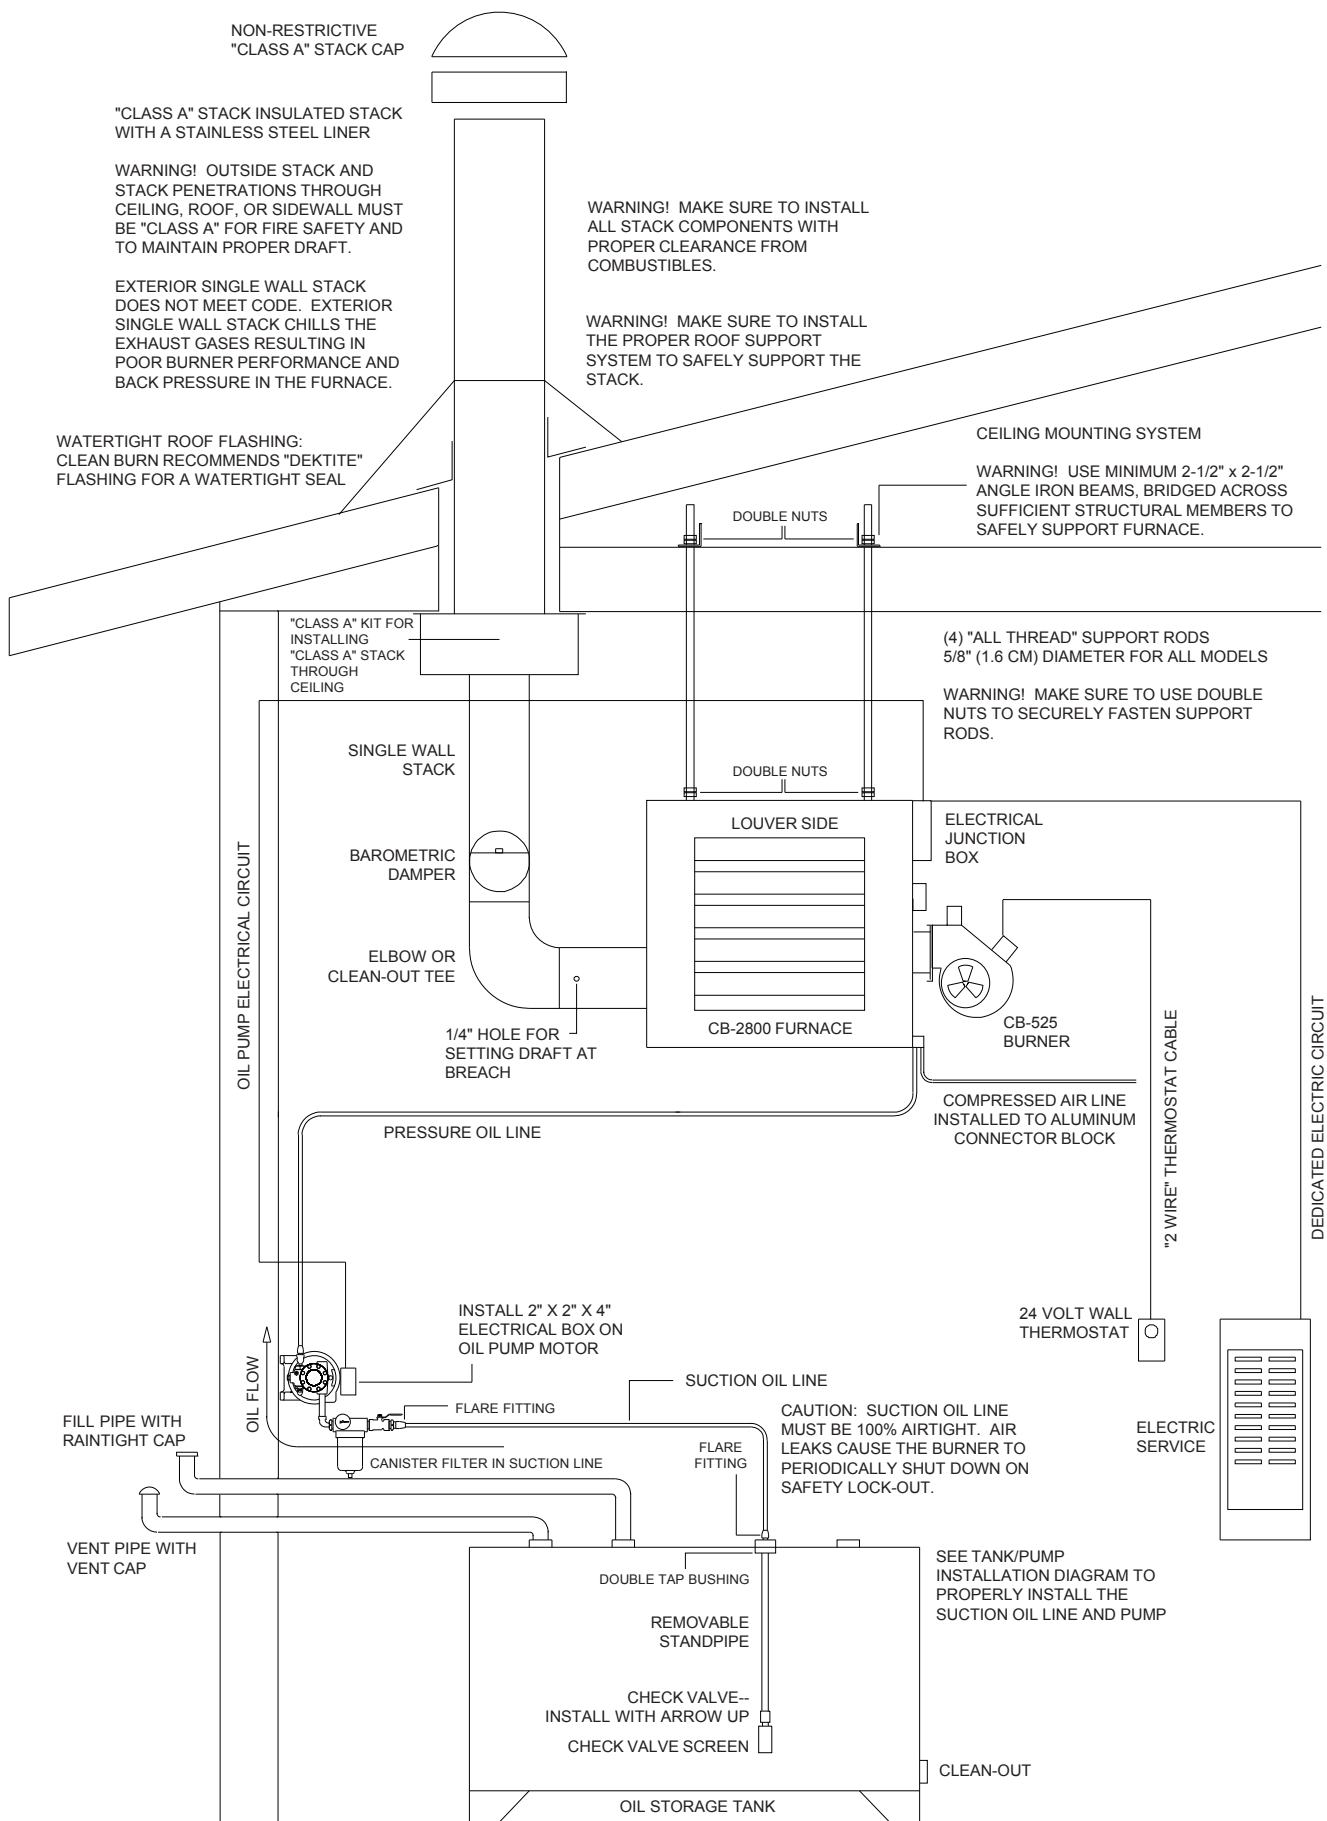 NON-RESTRICTIVE
"CLASS A" STACK CAP
"CLASS A" STACK INSULATED STACK
WITH A STAINLESS STEEL LINER
WARNING! OUTSIDE STACK AND
STACK PENETRATIONS THROUGH
CEILING, ROOF, OR SIDEWALL MUST
BE "CLASS A" FOR FIRE SAFETY AND
TO MAINTAIN PROPER DRAFT.
EXTERIOR SINGLE WALL STACK
DOES NOT MEET CODE. EXTERIOR
SINGLE WALL STACK CHILLS THE
EXHAUST GASES RESULTING IN
POOR BURNER PERFORMANCE AND
BACK PRESSURE IN THE FURNACE.
WARNING! MAKE SURE TO INSTALL
ALL STACK COMPONENTS WITH
PROPER CLEARANCE FROM
COMBUSTIBLES.
WARNING! MAKE SURE TO INSTALL
THE PROPER ROOF SUPPORT
SYSTEM TO SAFELY SUPPORT THE
STACK.
WATERTIGHT ROOF FLASHING:
CLEAN BURN RECOMMENDS "DEKTITE"
FLASHING FOR A WATERTIGHT SEAL
CEILING MOUNTING SYSTEM
WARNING! USE MINIMUM 2-1/2" x 2-1/2"
ANGLE IRON BEAMS, BRIDGED ACROSS
SUFFICIENT STRUCTURAL MEMBERS TO
SAFELY SUPPORT FURNACE.
DOUBLE NUTS
"CLASS A" KIT FOR
INSTALLING
"CLASS A" STACK
THROUGH
CEILING
(4) "ALL THREAD" SUPPORT RODS
5/8" (1.6 CM) DIAMETER FOR ALL MODELS
WARNING! MAKE SURE TO USE DOUBLE
NUTS TO SECURELY FASTEN SUPPORT
RODS.
SINGLE WALL
STACK
DOUBLE NUTS
LOUVER SIDE
ELECTRICAL
JUNCTION
BOX
BAROMETRIC
DAMPER
OIL PUMP ELECTRICAL CIRCUIT
ELBOW OR
CLEAN-OUT TEE
1/4" HOLE FOR
SETTING DRAFT AT
BREACH
CB-2800 FURNACE
CB-525
BURNER
"2 WIRE" THERMOSTAT CABLE
DEDICATED ELECTRIC CIRCUIT
COMPRESSED AIR LINE
INSTALLED TO ALUMINUM
CONNECTOR BLOCK
PRESSURE OIL LINE
INSTALL 2" X 2" X 4"
ELECTRICAL BOX ON
OIL PUMP MOTOR
24 VOLT WALL
THERMOSTAT
OIL FLOW
SUCTION OIL LINE
FLARE FITTING
FILL PIPE WITH
RAINTIGHT CAP
CAUTION: SUCTION OIL LINE
MUST BE 100% AIRTIGHT. AIR
LEAKS CAUSE THE BURNER TO
PERIODICALLY SHUT DOWN ON
SAFETY LOCK-OUT.
ELECTRIC
SERVICE
FLARE
FITTING
CANISTER FILTER IN SUCTION LINE
VENT PIPE WITH
VENT CAP
SEE TANK/PUMP
INSTALLATION DIAGRAM TO
PROPERLY INSTALL THE
SUCTION OIL LINE AND PUMP
DOUBLE TAP BUSHING
REMOVABLE
STANDPIPE
CHECK VALVE--
INSTALL WITH ARROW UP
CHECK VALVE SCREEN
CLEAN-OUT
OIL STORAGE TANK